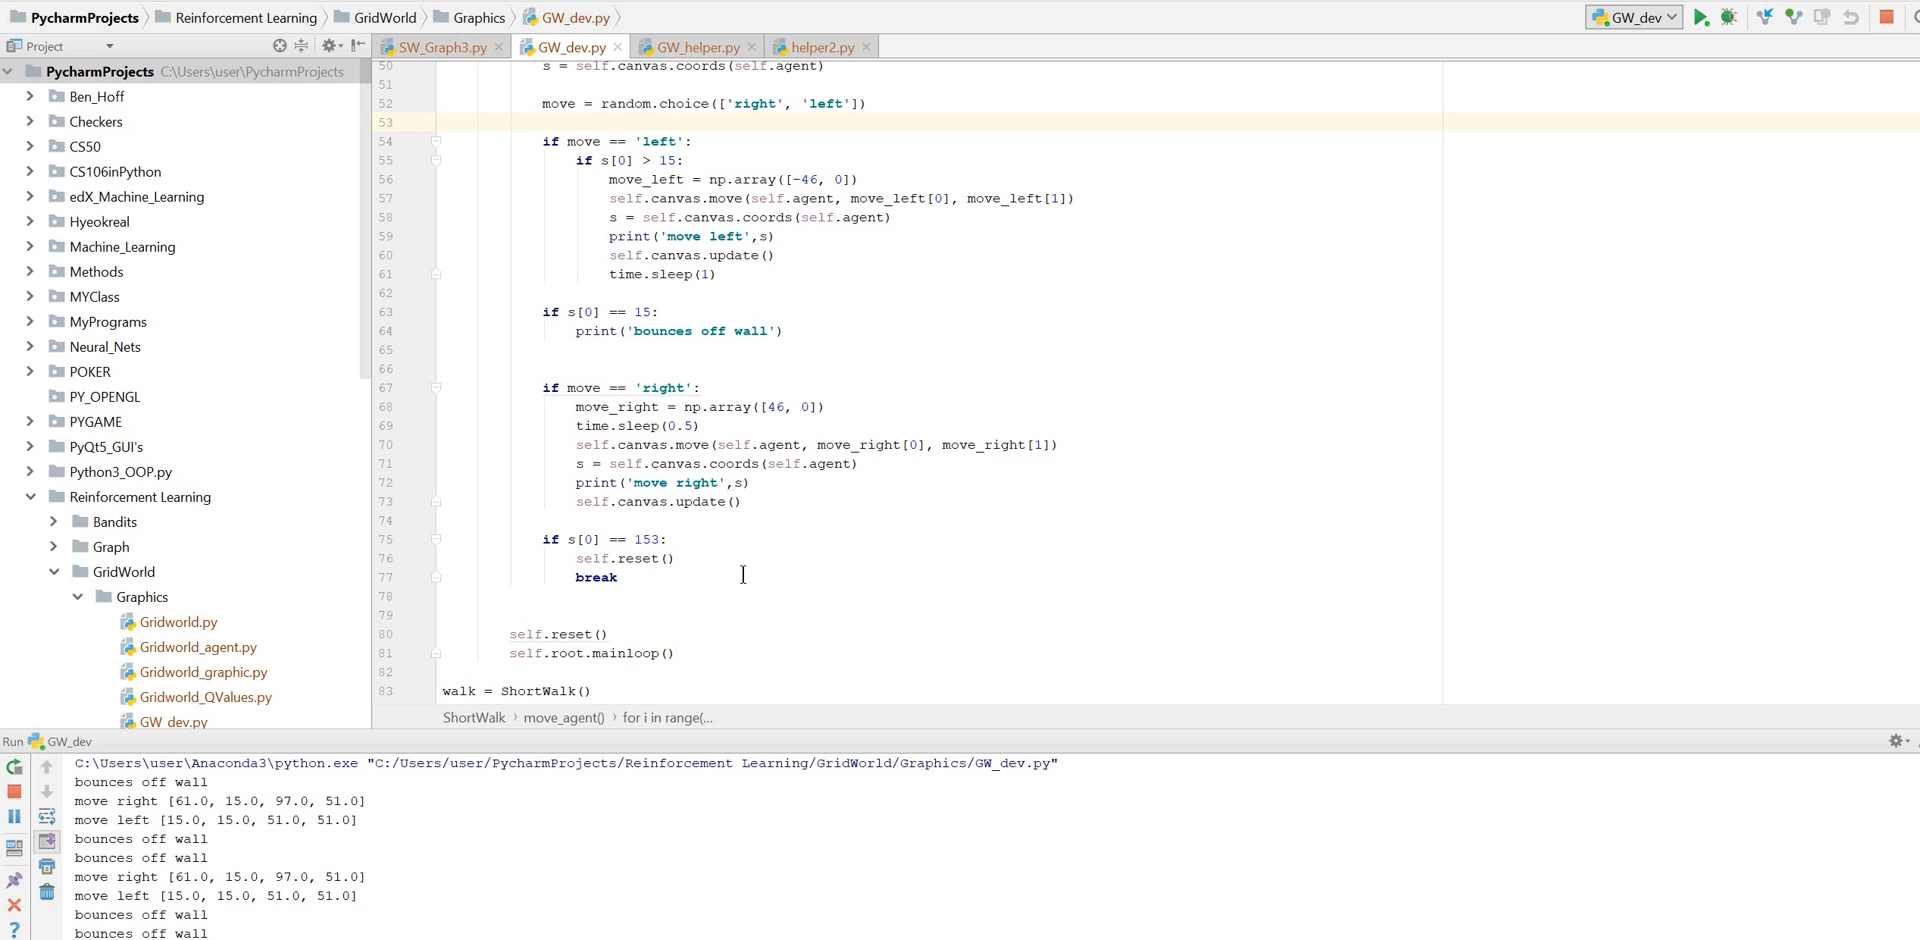 PycharmProjects Reinforcement Learning GridWorld Graphics GW_dev.py GW_dev
Project SW_Graph3.py GW_dev.py GW_helper.py helper2.py
PycharmProjects C:\Users\user\PycharmProjects
Ben_Hoff
Checkers
CS50
CS106inPython
edX_Machine_Learning
Hyeokreal
Machine_Learning
Methods
MYClass
MyPrograms
Neural_Nets
POKER
PY_OPENGL
PYGAME
PyQt5_GUI's
Python3_OOP.py
Reinforcement Learning
Bandits
Graph
GridWorld
Graphics
Gridworld.py
Gridworld_agent.py
Gridworld_graphic.py
Gridworld_QValues.py
GW_dev.py
50 s = self.canvas.coords(self.agent)
51
52 move = random.choice(['right', 'left'])
53
54 if move == 'left':
55 if s[0] > 15:
56 move_left = np.array([-46, 0])
57 self.canvas.move(self.agent, move_left[0], move_left[1])
58 s = self.canvas.coords(self.agent)
59 print('move left',s)
60 self.canvas.update()
61 time.sleep(1)
62
63 if s[0] == 15:
64 print('bounces off wall')
65
66
67 if move == 'right':
68 move_right = np.array([46, 0])
69 time.sleep(0.5)
70 self.canvas.move(self.agent, move_right[0], move_right[1])
71 s = self.canvas.coords(self.agent)
72 print('move right',s)
73 self.canvas.update()
74
75 if s[0] == 153:
76 self.reset()
77 break
78
79
80 self.reset()
81 self.root.mainloop()
82
83 walk = ShortWalk()
ShortWalk move_agent() for i in range(...
Run GW_dev
C:\Users\user\Anaconda3\python.exe "C:/Users/user/PycharmProjects/Reinforcement Learning/GridWorld/Graphics/GW_dev.py"
bounces off wall
move right [61.0, 15.0, 97.0, 51.0]
move left [15.0, 15.0, 51.0, 51.0]
bounces off wall
bounces off wall
move right [61.0, 15.0, 97.0, 51.0]
move left [15.0, 15.0, 51.0, 51.0]
bounces off wall
bounces off wall